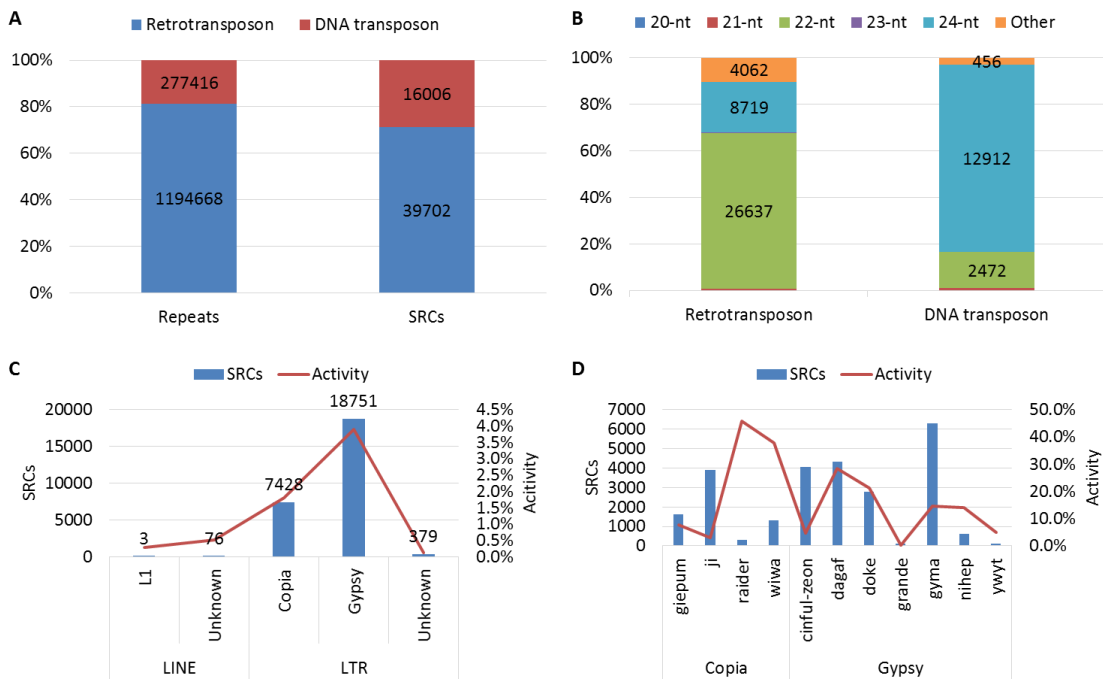 A
Retrotransposon DNA transposon
100%
80%
60%
40%
20%
0%
277416
1194668
16006
39702
Repeats SRCs
B
20-nt 21-nt 22-nt 23-nt 24-nt Other
100%
80%
60%
40%
20%
0%
4062
8719
26637
456
12912
2472
Retrotransposon DNA transposon
C
SRCs Activity
20000
15000
10000
5000
0
SRCs
3
76
7428
18751
379
4.5%
4.0%
3.5%
3.0%
2.5%
2.0%
1.5%
1.0%
0.5%
0.0%
Acitivity
L1
Unknown
Copia
Gypsy
Unknown
LINE LTR
D
SRCs Activity
7000
6000
5000
4000
3000
2000
1000
0
SRCs
50.0%
40.0%
30.0%
20.0%
10.0%
0.0%
Activity
giepum
ji
raider
wiwa
cinful-zeon
dagaf
doke
grande
gyma
nihep
ywyt
Copia Gypsy